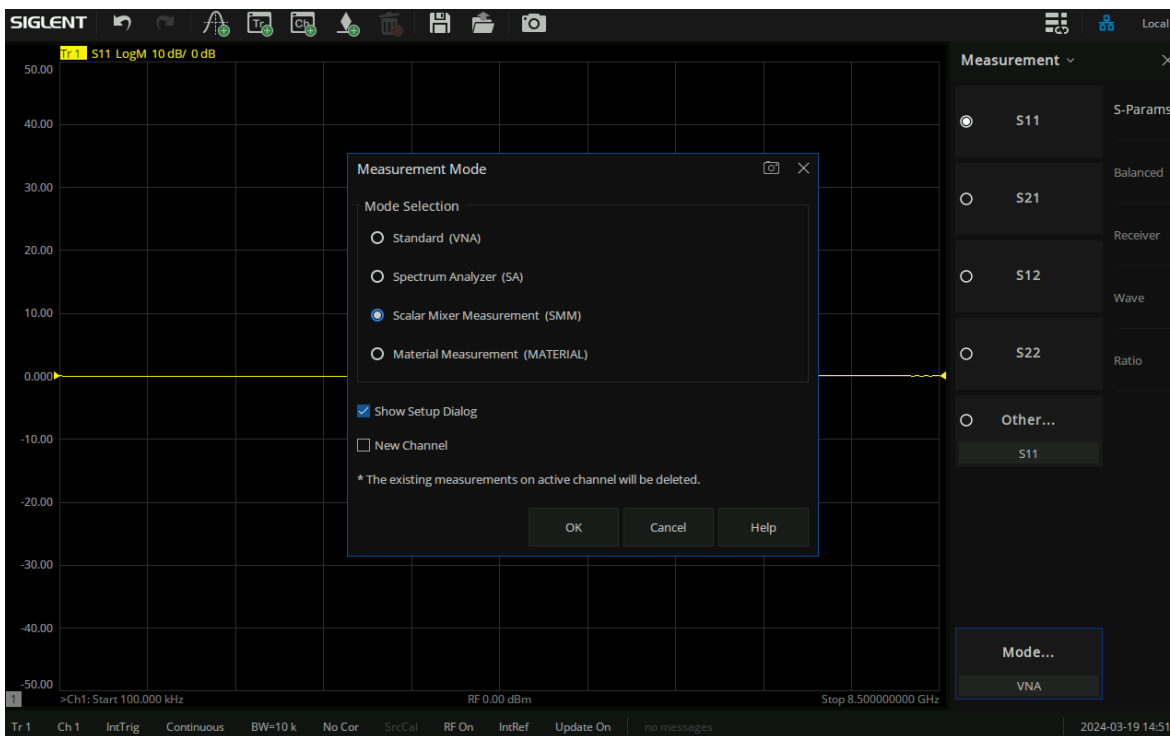 SIGLENT Tr Ch Local
Tr 1 S11 LogM 10 dB/ 0 dB
50.00
40.00
30.00
20.00
10.00
0.000
-10.00
-20.00
-30.00
-40.00
-50.00
1 >Ch1: Start 100.000 kHz RF 0.00 dBm Stop 8.500000000 GHz
Measurement Mode
Mode Selection
Standard (VNA)
Spectrum Analyzer (SA)
Scalar Mixer Measurement (SMM)
Material Measurement (MATERIAL)
Show Setup Dialog
New Channel
* The existing measurements on active channel will be deleted.
OK Cancel Help
Measurement
S11
S21
S12
S22
Other...
S11
Mode...
VNA
S-Params
Balanced
Receiver
Wave
Ratio
Tr 1 Ch 1 IntTrig Continuous BW=10 k No Cor SrcCal RF On IntRef Update On no messages 2024-03-19 14:51